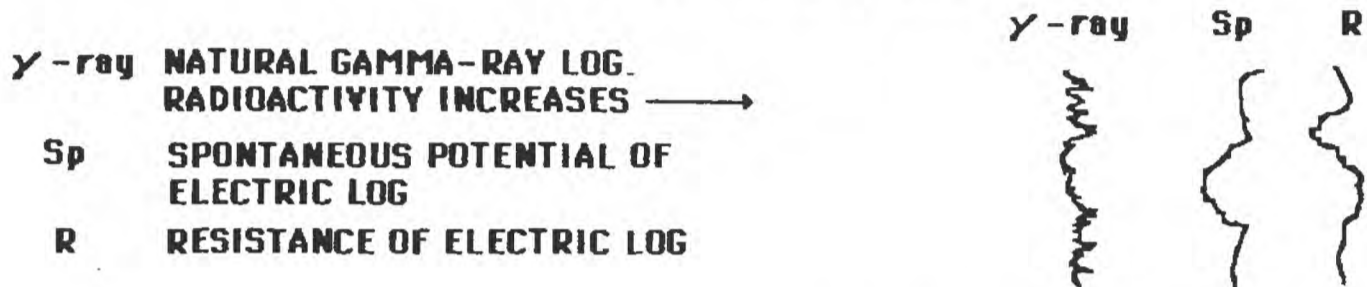 γ-ray Sp R
γ-ray NATURAL GAMMA-RAY LOG.
RADIOACTIVITY INCREASES ⟶
Sp SPONTANEOUS POTENTIAL OF
ELECTRIC LOG
R RESISTANCE OF ELECTRIC LOG